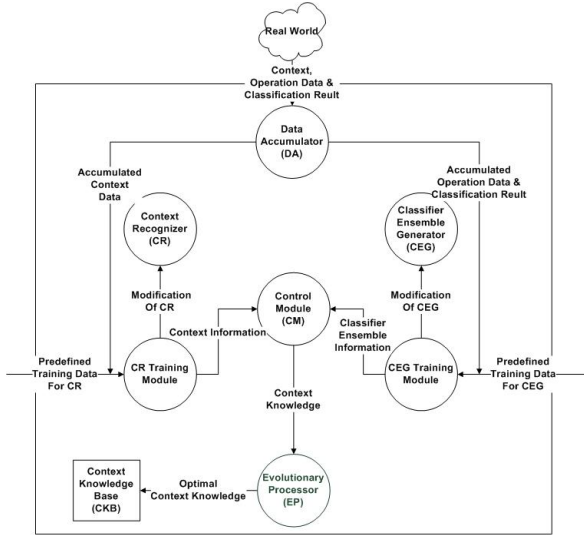 Real World
Context,
Operation Data &
Classification Reult
Data
Accumulator
(DA)
Accumulated
Context
Data
Accumulated
Operation Data &
Classification Reult
Context
Recognizer
(CR)
Classifier
Ensemble
Generator
(CEG)
Modification
Of CR
Control
Module
(CM)
Modification
Of CEG
Context Information
Classifier
Ensemble
Information
Predefined
Training Data
For CR
CR Training
Module
CEG Training
Module
Predefined
Training Data
For CEG
Context
Knowledge
Context
Knowledge
Base
(CKB)
Optimal
Context Knowledge
Evolutionary
Processor
(EP)